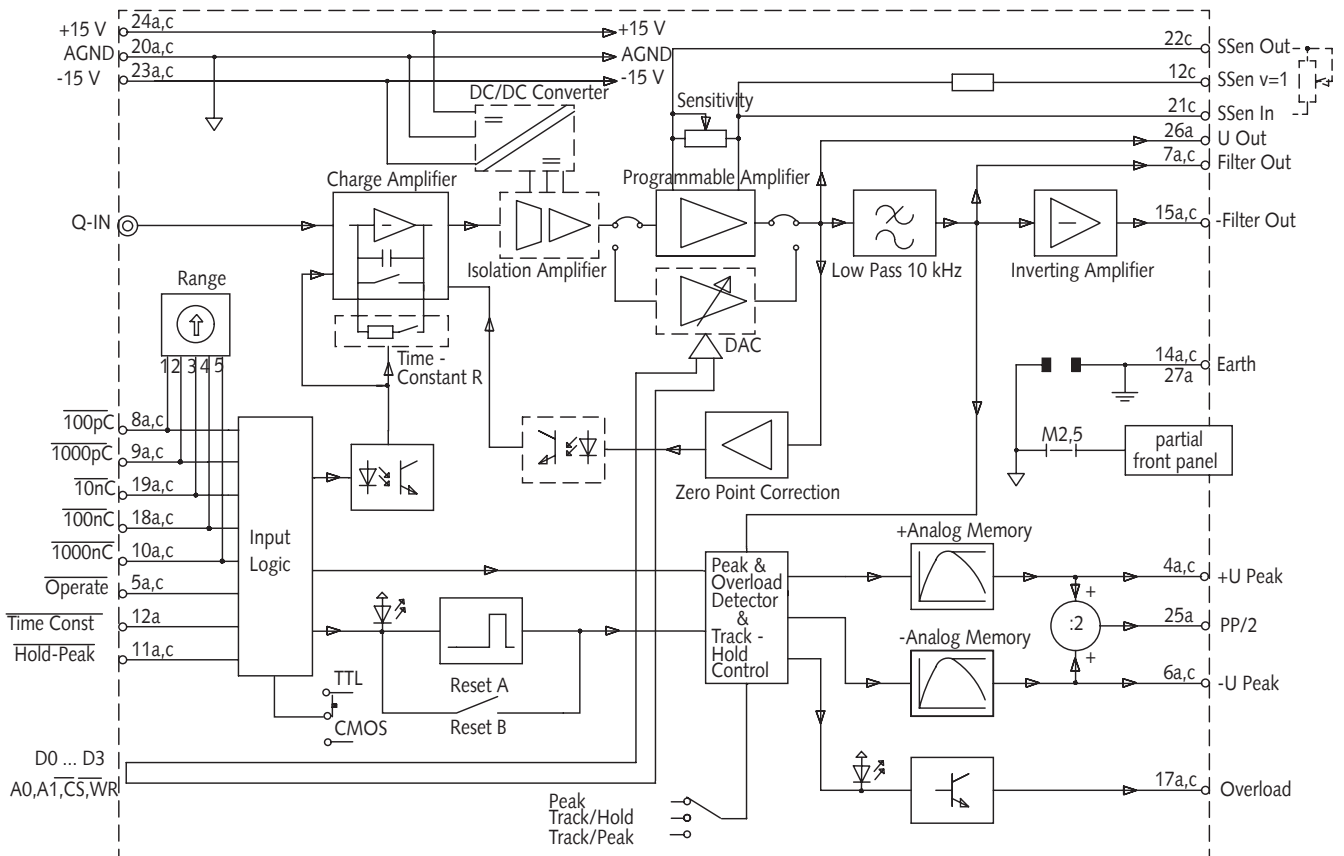 +15 V
24a,c
+15 V
AGND
20a,c
AGND
-15 V
23a,c
-15 V
22c
SSen Out
12c
SSen v=1
21c
SSen In
26a
U Out
7a,c
Filter Out
15a,c
-Filter Out
DC/DC Converter
Sensitivity
Charge Amplifier
Programmable Amplifier
Q-IN
Isolation Amplifier
Low Pass 10 kHz
Inverting Amplifier
Range
1 2 3 4 5
Time -
Constant R
DAC
14a,c
27a
Earth
M2,5
partial
front panel
100pC
8a,c
1000pC
9a,c
10nC
19a,c
100nC
18a,c
1000nC
10a,c
Operate
5a,c
Time Const
12a
Hold-Peak
11a,c
Input
Logic
Zero Point Correction
Peak &
Overload
Detector
&
Track -
Hold
Control
+Analog Memory
4a,c
+U Peak
+
:2
25a
PP/2
+
-Analog Memory
6a,c
-U Peak
TTL
CMOS
Reset A
Reset B
D0 ... D3
A0,A1,CS,WR
Peak
Track/Hold
Track/Peak
17a,c
Overload